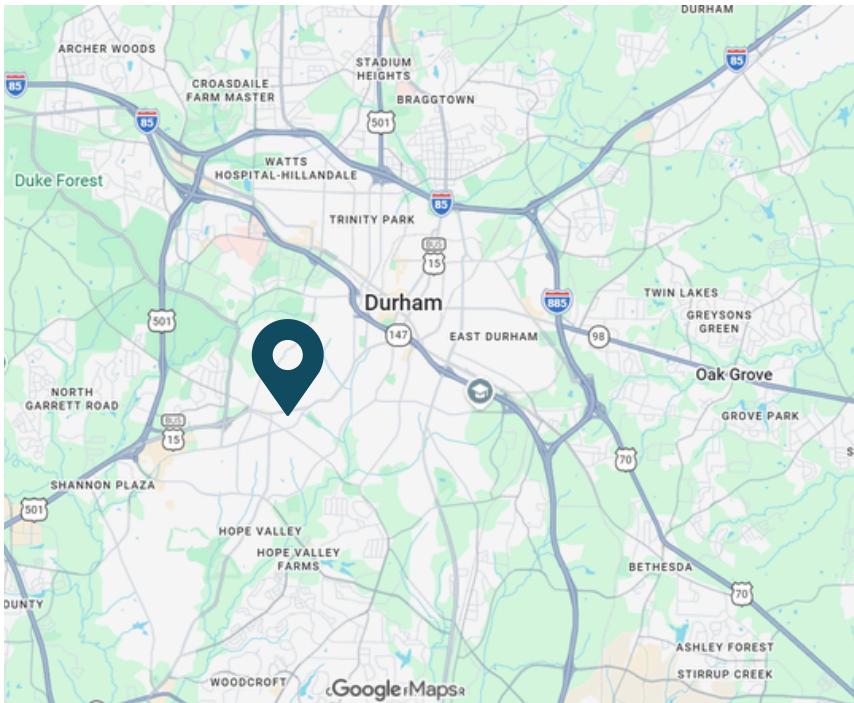 DURHAM
ARCHER WOODS
STADIUM
HEIGHTS
85
85
CROASDAILE
FARM MASTER
BRAGGTOWN
85
501
WATTS
HOSPITAL-HILLANDALE
Duke Forest
85
TRINITY PARK
BUS
15
Durham
885
TWIN LAKES
GREYSONS
GREEN
501
147
EAST DURHAM
98
Oak Grove
NORTH
GARRETT ROAD
GROVE PARK
BUS
15
70
SHANNON PLAZA
501
HOPE VALLEY
HOPE VALLEY
FARMS
BETHESDA
70
OUNTY
ASHLEY FOREST
STIRRUP CREEK
WOODCROFT
Google Maps